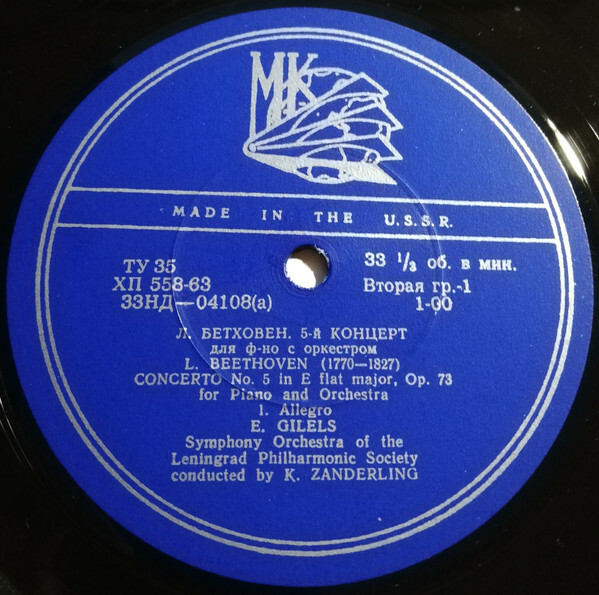 МК
MADE IN THE U.S.S.R.
ТУ 35
ХП 558-63
33НД—04108(а)
33 ⅓ об. в мин.
Вторая гр.-1
1-00
Л. БЕТХОВЕН. 5-й КОНЦЕРТ
для ф-но с оркестром
L. BEETHOVEN (1770—1827)
CONCERTO No. 5 in E flat major, Op. 73
for Piano and Orchestra
I. Allegro
E. GILELS
Symphony Orchestra of the
Leningrad Philharmonic Society
conducted by K. ZANDERLING